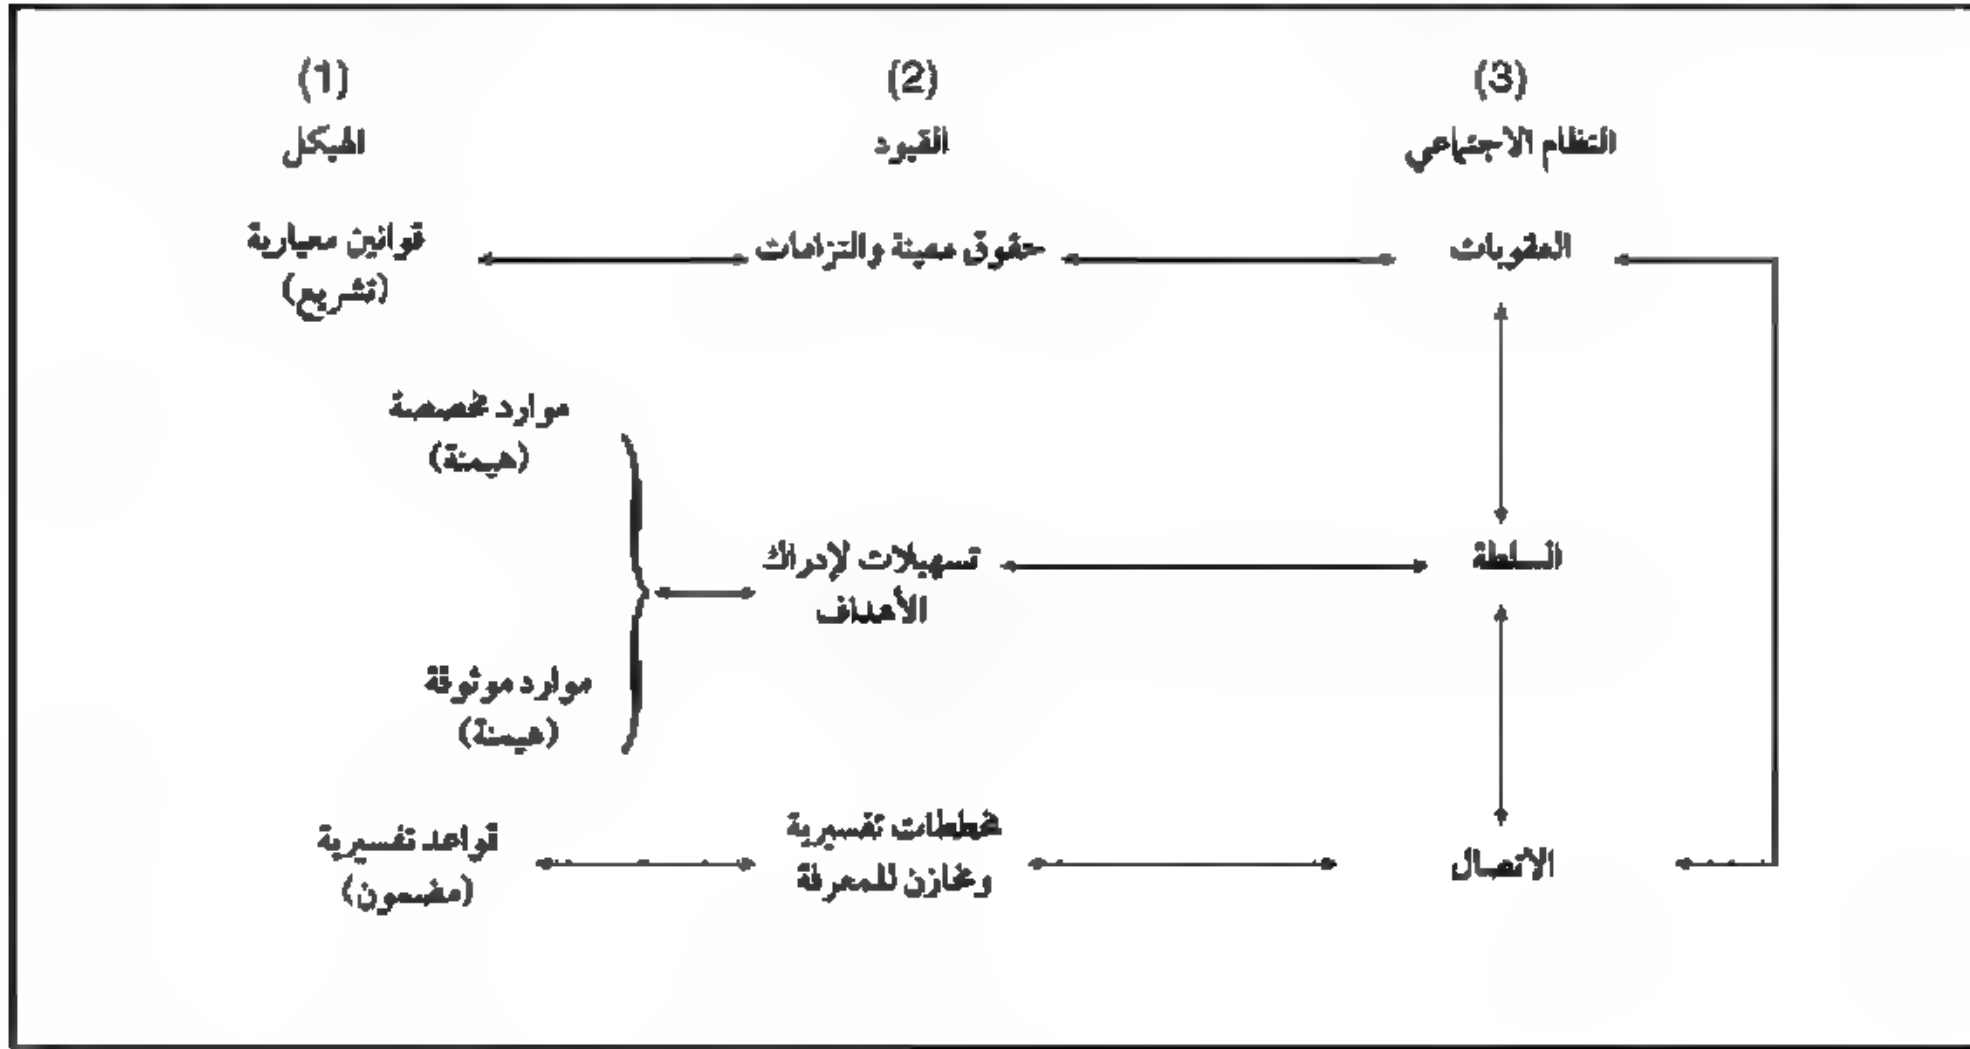 (1)
الهيكل
(2)
القيود
(3)
النظام الاجتماعي
قوانين معيارية
(تشريع)
حقوق معينة والتزامات
العقوبات
موارد مخصصة
(هيمنة)
تسهيلات لإدراك
الأهداف
السلطة
موارد موثوقة
(هيمنة)
قواعد تفسيرية
(مضمون)
مخططات تفسيرية
ومخازن للمعرفة
الاتصال